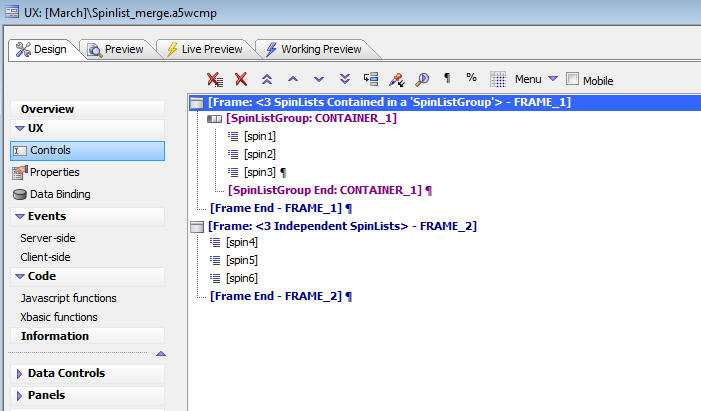 UX: [March]\Spinlist_merge.a5wcmp
Design Preview Live Preview Working Preview
¶ % Menu Mobile
Overview
UX
Controls
Properties
Data Binding
Events
Server-side
Client-side
Code
Javascript functions
Xbasic functions
Information
Data Controls
Panels
[Frame: <3 SpinLists Contained in a 'SpinListGroup'> - FRAME_1]
[SpinListGroup: CONTAINER_1]
[spin1]
[spin2]
[spin3] ¶
[SpinListGroup End: CONTAINER_1] ¶
[Frame End - FRAME_1] ¶
[Frame: <3 Independent SpinLists> - FRAME_2]
[spin4]
[spin5]
[spin6]
[Frame End - FRAME_2] ¶